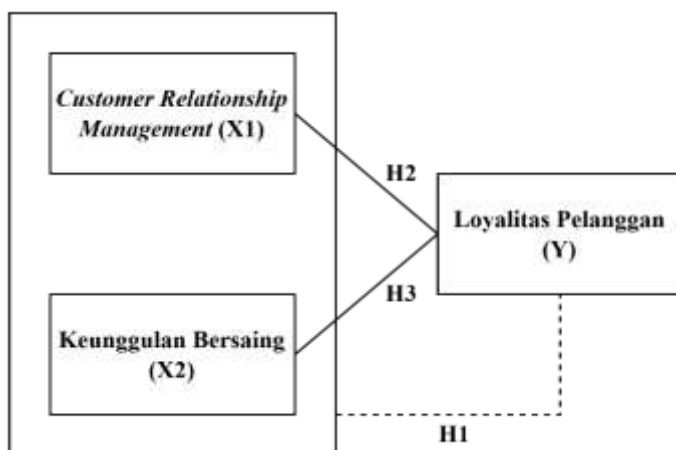 Customer Relationship
Management (X1)
H2
Loyalitas Pelanggan
(Y)
H3
Keunggulan Bersaing
(X2)
H1